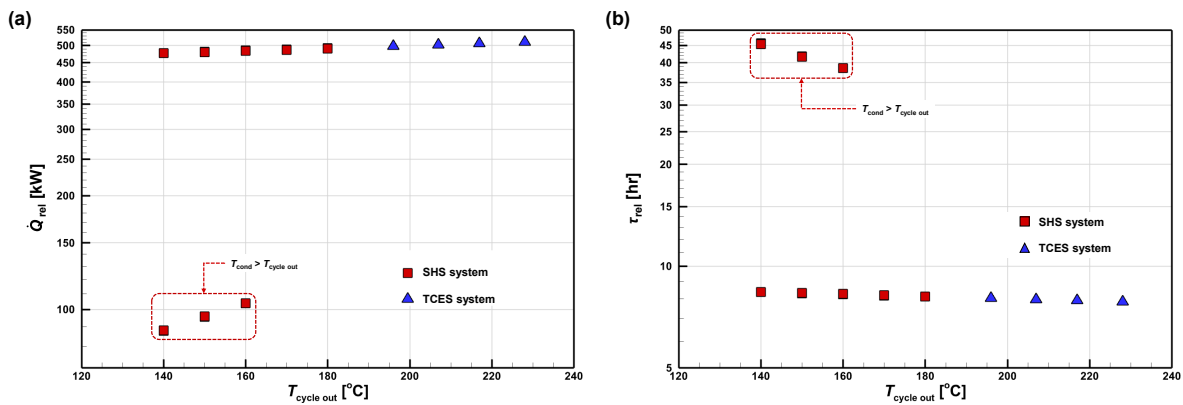 (a)
550
500
450
400
350
300
250
200
150
100
Q̇rel [kW]
Tcond > Tcycle out
SHS system
TCES system
120 140 160 180 200 220 240
Tcycle out [°C]
(b)
50
45
40
35
30
25
20
15
10
5
τrel [hr]
Tcond > Tcycle out
SHS system
TCES system
120 140 160 180 200 220 240
Tcycle out [°C]